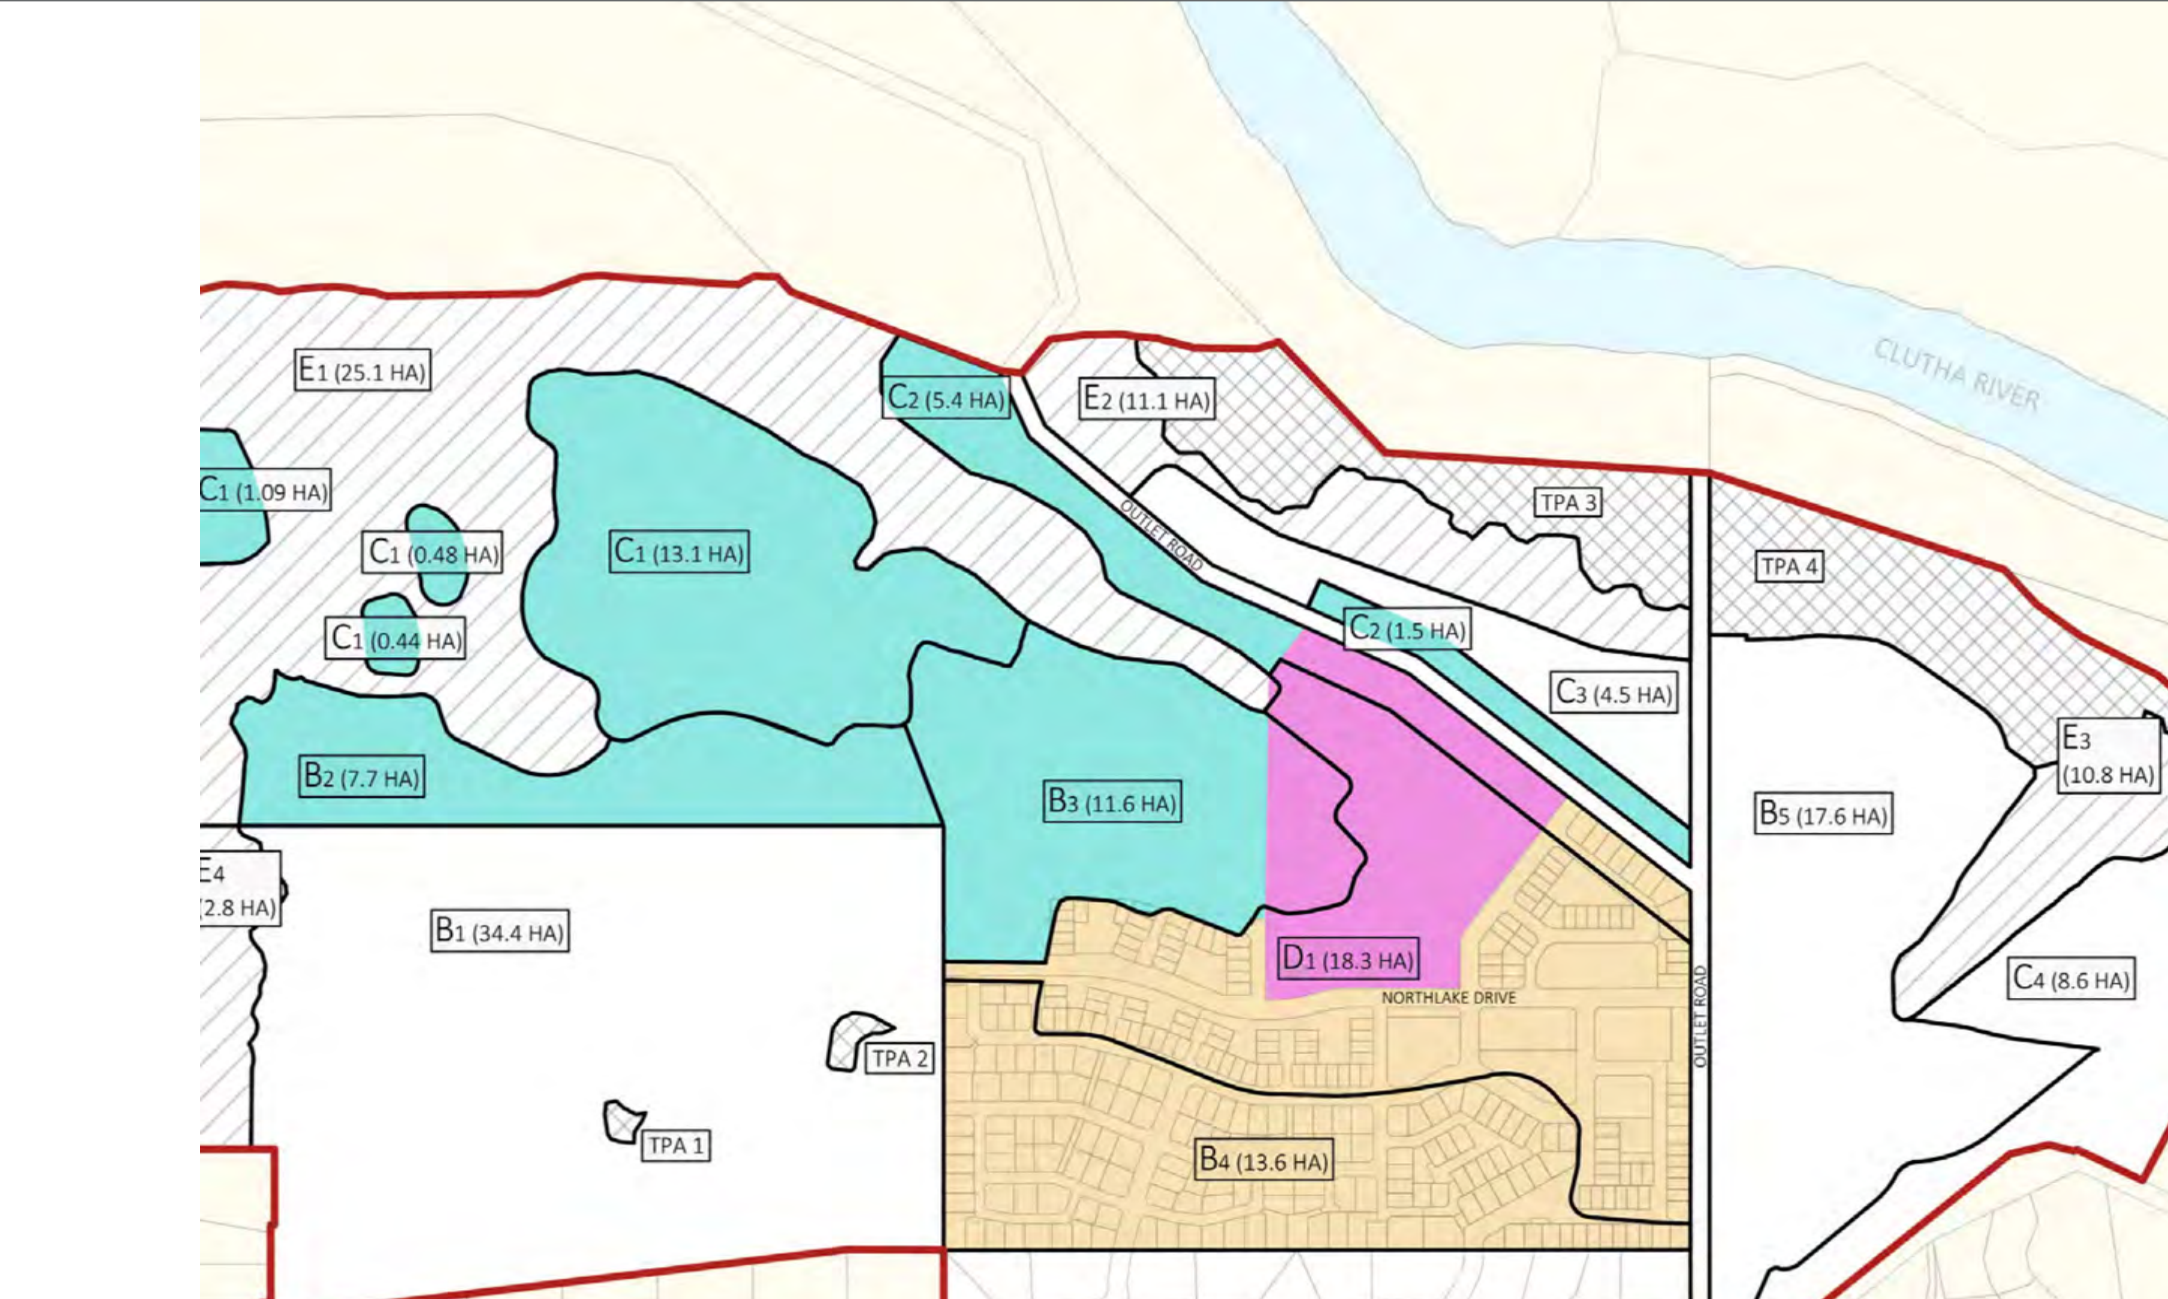 CLUTHA RIVER
E1 (25.1 HA)
C2 (5.4 HA)
E2 (11.1 HA)
C1 (1.09 HA)
TPA 3
OUTLET ROAD
C1 (0.48 HA)
C1 (13.1 HA)
TPA 4
C1 (0.44 HA)
C2 (1.5 HA)
C3 (4.5 HA)
E3
(10.8 HA)
B2 (7.7 HA)
B3 (11.6 HA)
B5 (17.6 HA)
E4
(2.8 HA)
B1 (34.4 HA)
D1 (18.3 HA)
C4 (8.6 HA)
NORTHLAKE DRIVE
OUTLET ROAD
TPA 2
TPA 1
B4 (13.6 HA)